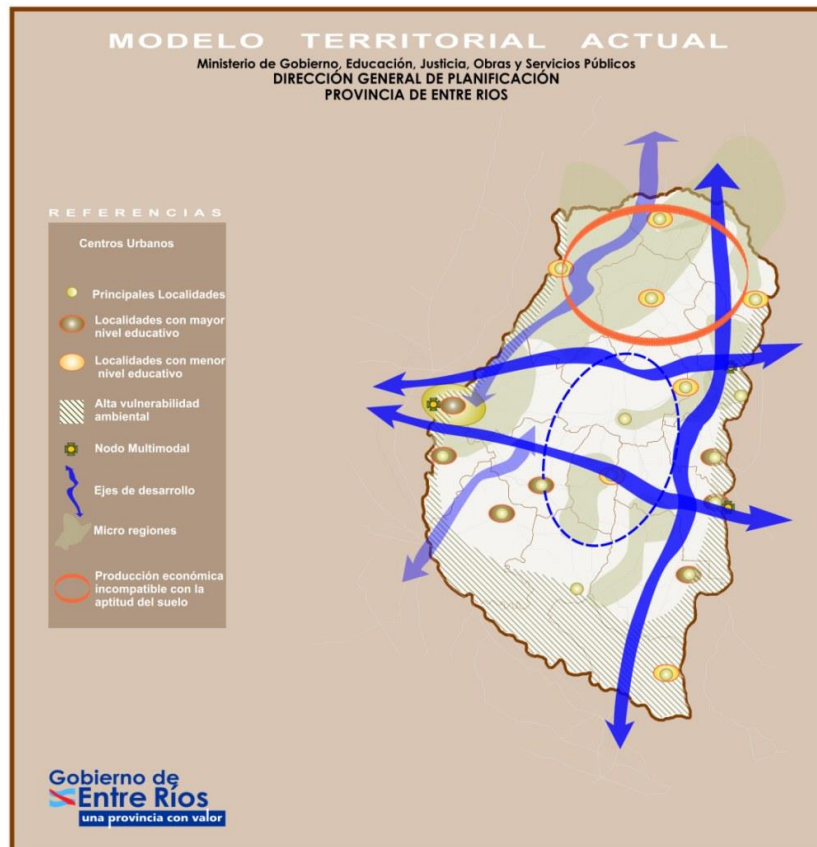 MODELO TERRITORIAL ACTUAL
Ministerio de Gobierno, Educación, Justicia, Obras y Servicios Públicos
DIRECCIÓN GENERAL DE PLANIFICACIÓN
PROVINCIA DE ENTRE RIOS
REFERENCIAS
Centros Urbanos
Principales Localidades
Localidades con mayor
nivel educativo
Localidades con menor
nivel educativo
Alta vulnerabilidad
ambiental
Nodo Multimodal
Ejes de desarrollo
Micro regiones
Producción económica
incompatible con la
aptitud del suelo
Gobierno de
Entre Ríos
una provincia con valor